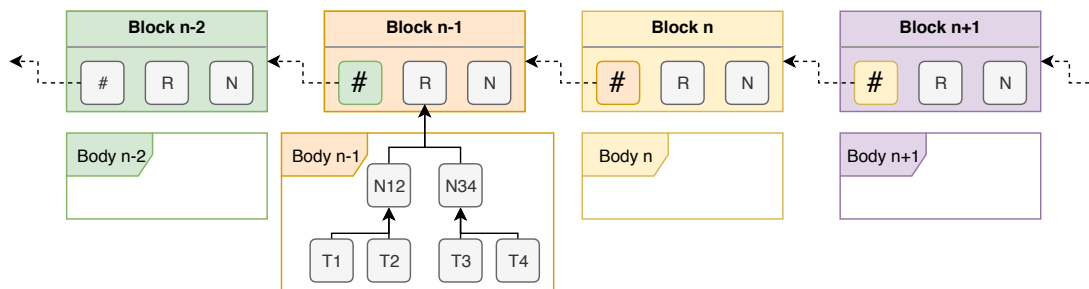 Block n-2
# R N
Block n-1
# R N
Block n
# R N
Block n+1
# R N
Body n-2
Body n-1
N12 N34
T1 T2 T3 T4
Body n
Body n+1